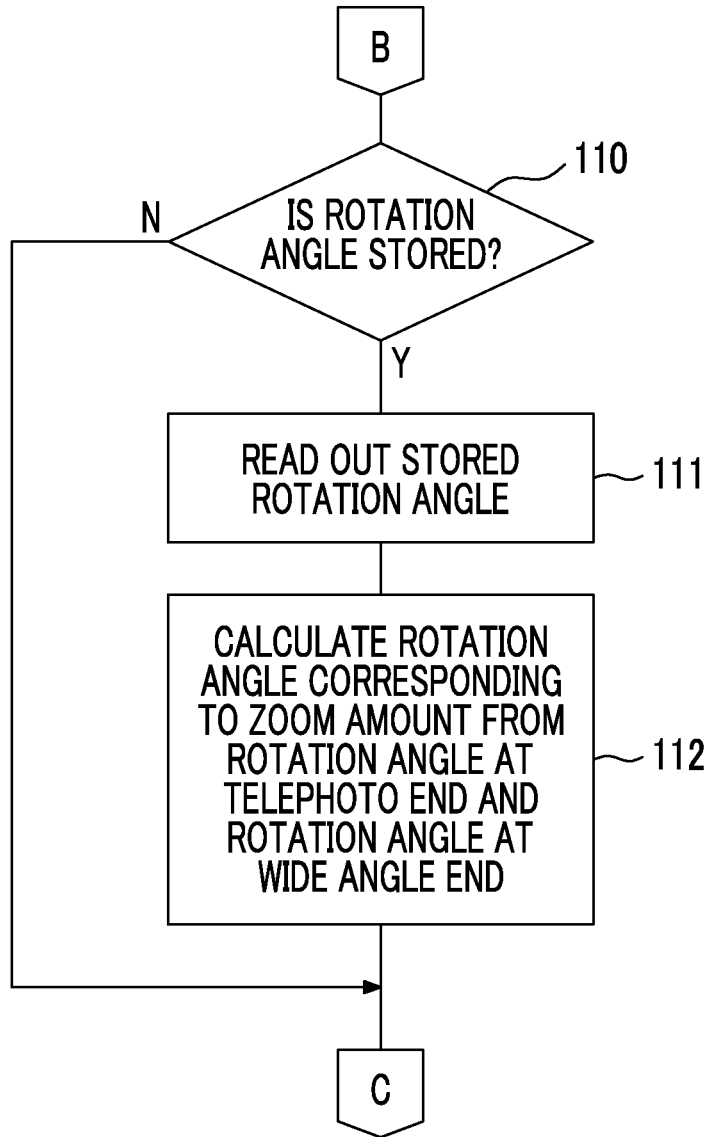 B
110
IS ROTATION
ANGLE STORED?
N
Y
READ OUT STORED
ROTATION ANGLE
111
CALCULATE ROTATION
ANGLE CORRESPONDING
TO ZOOM AMOUNT FROM
ROTATION ANGLE AT
TELEPHOTO END AND
ROTATION ANGLE AT
WIDE ANGLE END
112
C